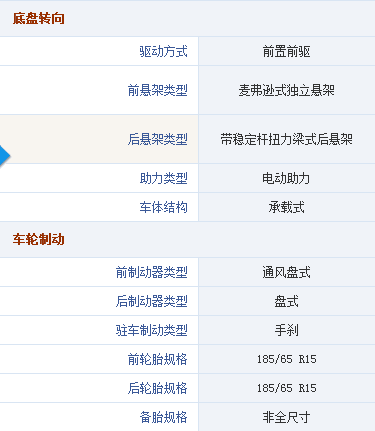 底盘转向
驱动方式 前置前驱
前悬架类型 麦弗逊式独立悬架
后悬架类型 带稳定杆扭力梁式后悬架
助力类型 电动助力
车体结构 承载式
车轮制动
前制动器类型 通风盘式
后制动器类型 盘式
驻车制动类型 手刹
前轮胎规格 185/65 R15
后轮胎规格 185/65 R15
备胎规格 非全尺寸